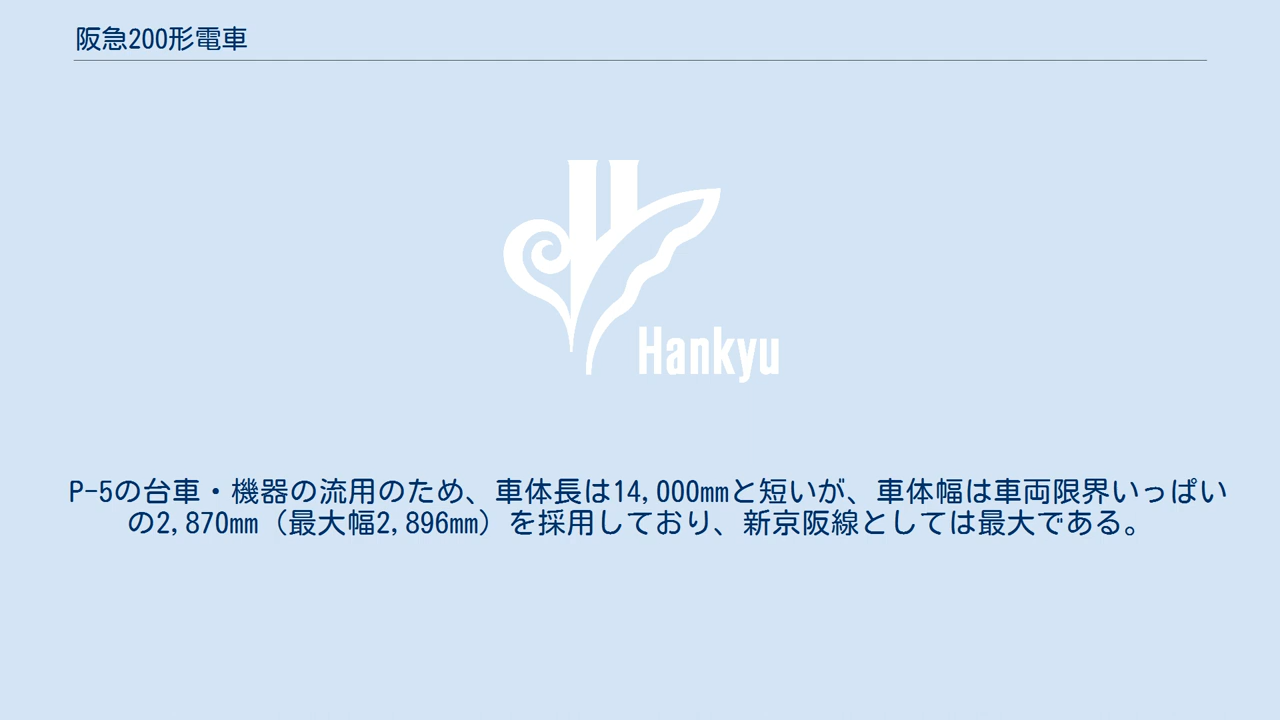 阪急200形電車
Hankyu
P-5の台車・機器の流用のため、車体長は14,000mmと短いが、車体幅は車両限界いっぱい
の2,870mm（最大幅2,896mm）を採用しており、新京阪線としては最大である。